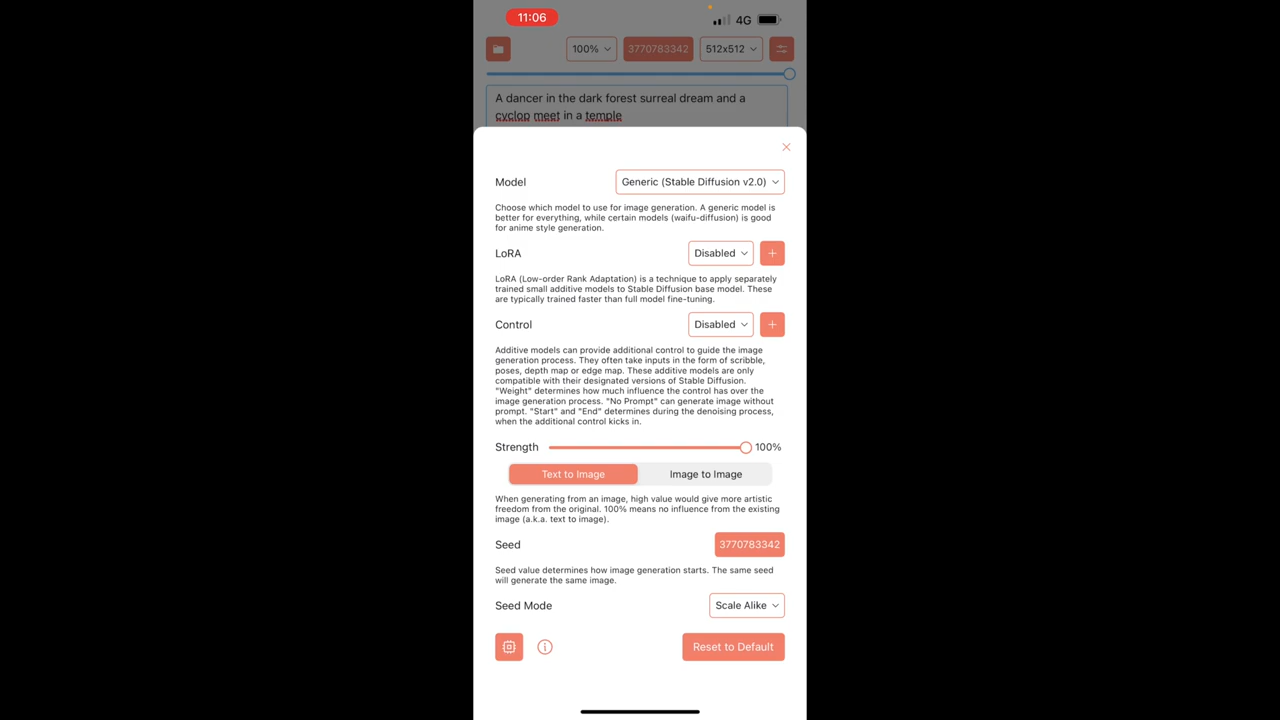 11:06
4G
100%
3770783342
512x512
A dancer in the dark forest surreal dream and a
cyclop meet in a temple
Model
Generic (Stable Diffusion v2.0)
Choose which model to use for image generation. A generic model is
better for everything, while certain models (waifu-diffusion) is good
for anime style generation.
LoRA
Disabled
LoRA (Low-order Rank Adaptation) is a technique to apply separately
trained small additive models to Stable Diffusion base model. These
are typically trained faster than full model fine-tuning.
Control
Disabled
Additive models can provide additional control to guide the image
generation process. They often take inputs in the form of scribble,
poses, depth map or edge map. These additive models are only
compatible with their designated versions of Stable Diffusion.
"Weight" determines how much influence the control has over the
image generation process. "No Prompt" can generate image without
prompt. "Start" and "End" determines during the denoising process,
when the additional control kicks in.
Strength
100%
Text to Image
Image to Image
When generating from an image, high value would give more artistic
freedom from the original. 100% means no influence from the existing
image (a.k.a. text to image).
Seed
3770783342
Seed value determines how image generation starts. The same seed
will generate the same image.
Seed Mode
Scale Alike
Reset to Default